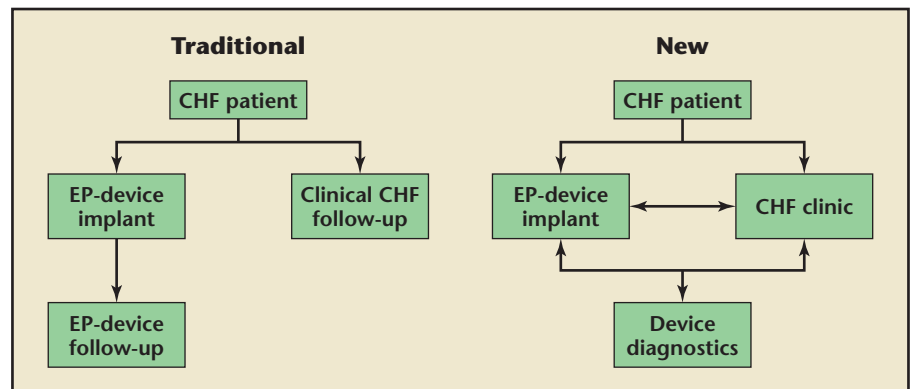 Traditional
CHF patient
EP-device
implant
Clinical CHF
follow-up
EP-device
follow-up
New
CHF patient
EP-device
implant
CHF clinic
Device
diagnostics